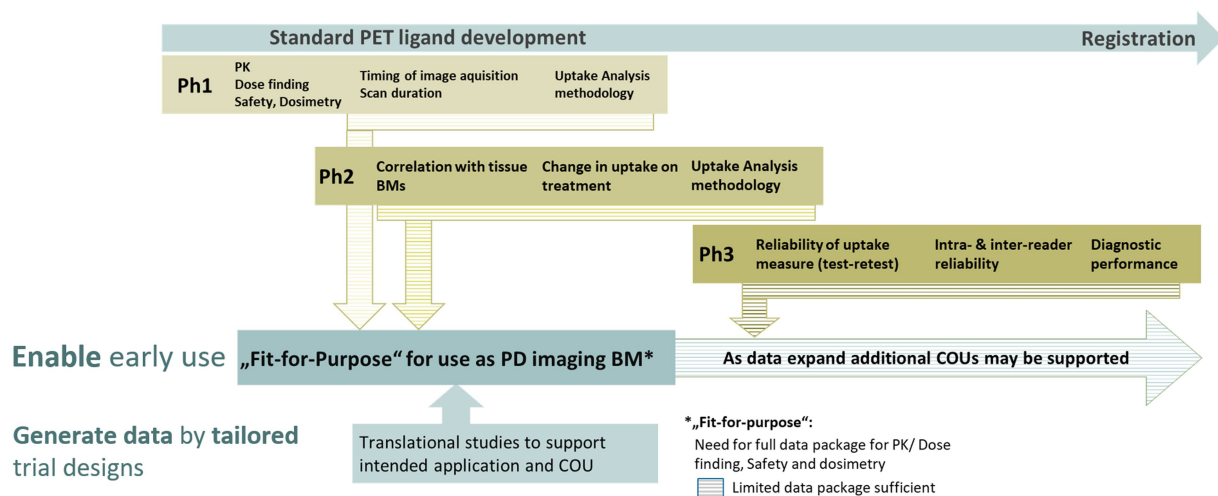 Standard PET ligand development
Registration
Ph1
PK
Dose finding
Safety, Dosimetry
Timing of image aquisition
Scan duration
Uptake Analysis
methodology
Ph2
Correlation with tissue
BMs
Change in uptake on
treatment
Uptake Analysis
methodology
Ph3
Reliability of uptake
measure (test-retest)
Intra- & inter-reader
reliability
Diagnostic
performance
Enable early use
„Fit-for-Purpose“ for use as PD imaging BM*
As data expand additional COUs may be supported
Generate data by tailored
trial designs
Translational studies to support
intended application and COU
*„Fit-for-purpose“:
Need for full data package for PK/ Dose
finding, Safety and dosimetry
Limited data package sufficient